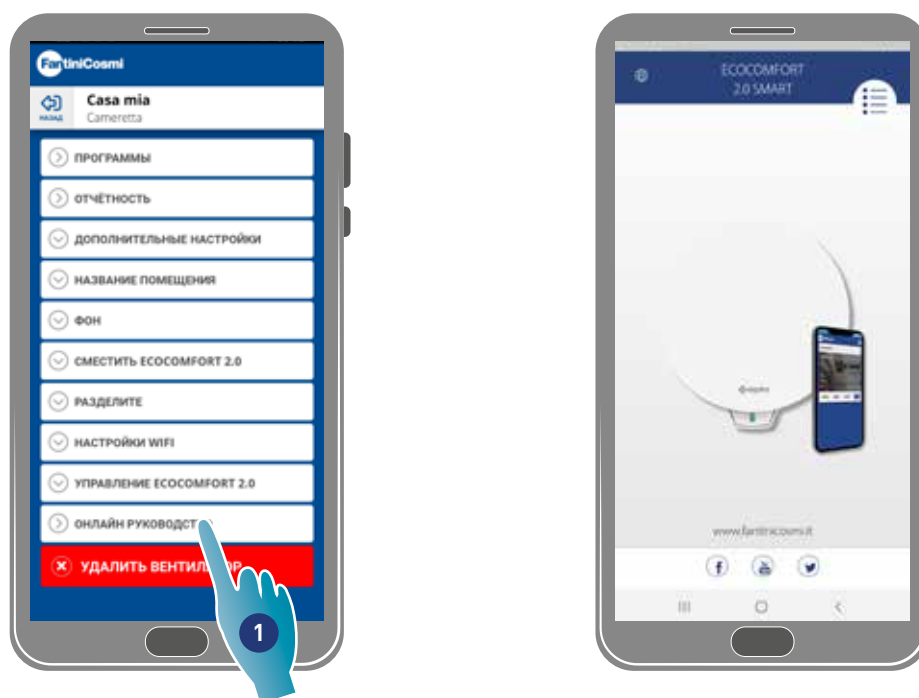 FantiniCosmi
НАЗАД
Casa mia
Cameretta
ПРОГРАММЫ
ОТЧЁТНОСТЬ
ДОПОЛНИТЕЛЬНЫЕ НАСТРОЙКИ
НАЗВАНИЕ ПОМЕЩЕНИЯ
ФОН
СМЕСТИТЬ ECOCOMFORT 2.0
РАЗДЕЛИТЕ
НАСТРОЙКИ WIFI
УПРАВЛЕНИЕ ECOCOMFORT 2.0
ОНЛАЙН РУКОВОДСТ
УДАЛИТЬ ВЕНТИЛ ОР
1
ECOCOMFORT
2.0 SMART
www.fantinicosmi.it